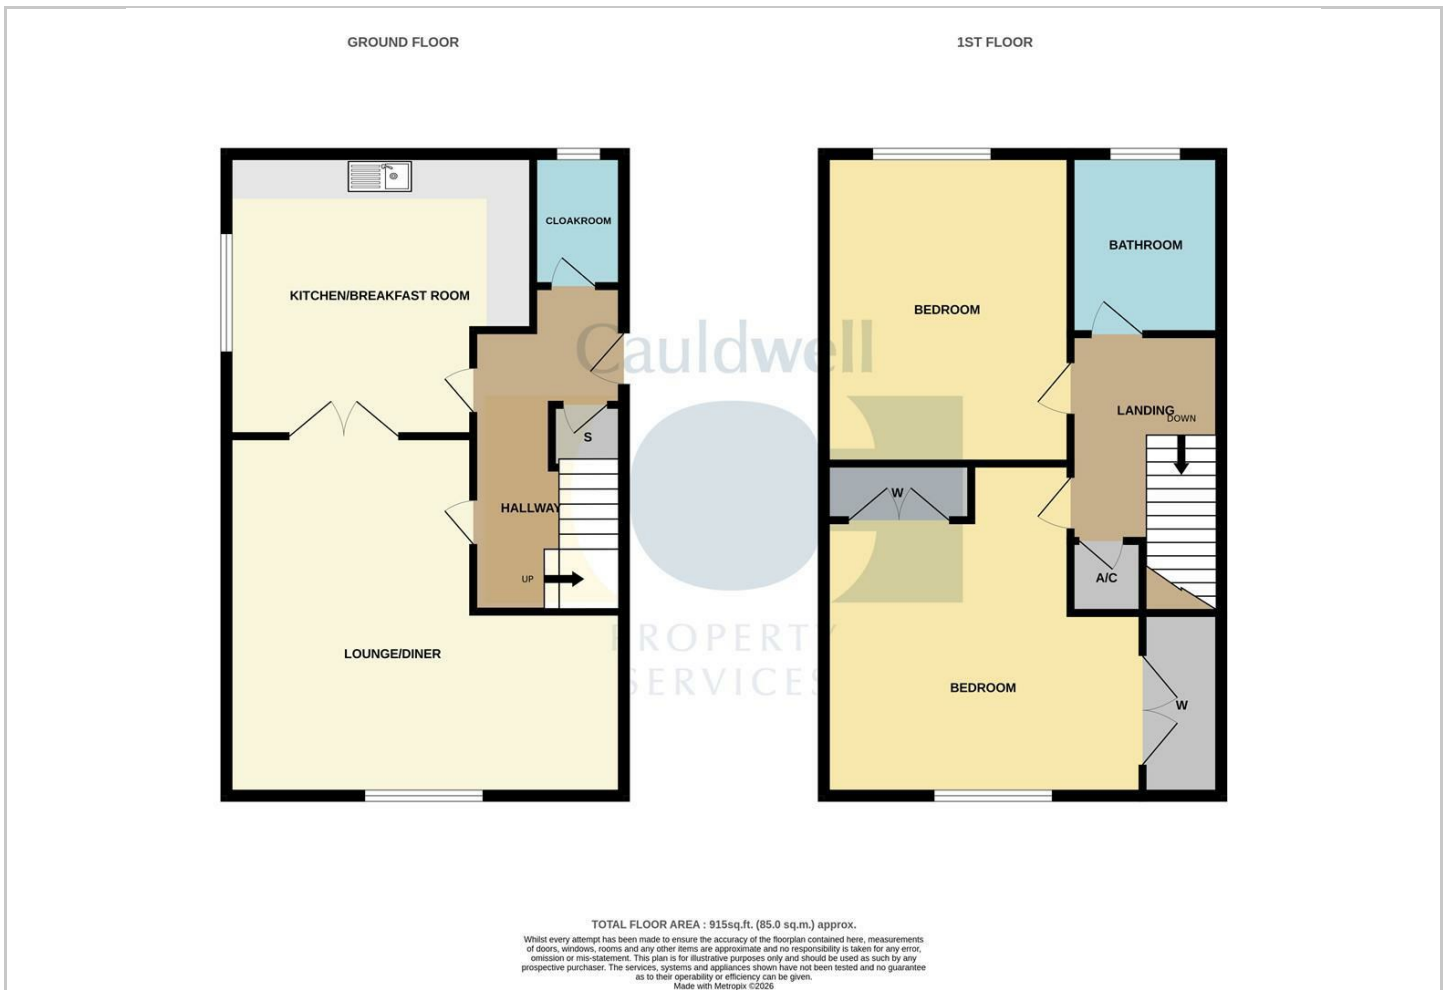 GROUND FLOOR
1ST FLOOR
CLOAKROOM
KITCHEN/BREAKFAST ROOM
S
HALLWAY
UP
LOUNGE/DINER
BATHROOM
BEDROOM
LANDING
DOWN
W
A/C
BEDROOM
W
Cauldwell
PROPERTY
SERVICES
TOTAL FLOOR AREA : 915sq.ft. (85.0 sq.m.) approx.
Whilst every attempt has been made to ensure the accuracy of the floorplan contained here, measurements
of doors, windows, rooms and any other items are approximate and no responsibility is taken for any error,
omission or mis-statement. This plan is for illustrative purposes only and should be used as such by any
prospective purchaser. The services, systems and appliances shown have not been tested and no guarantee
as to their operability or efficiency can be given.
Made with Metropix ©2026